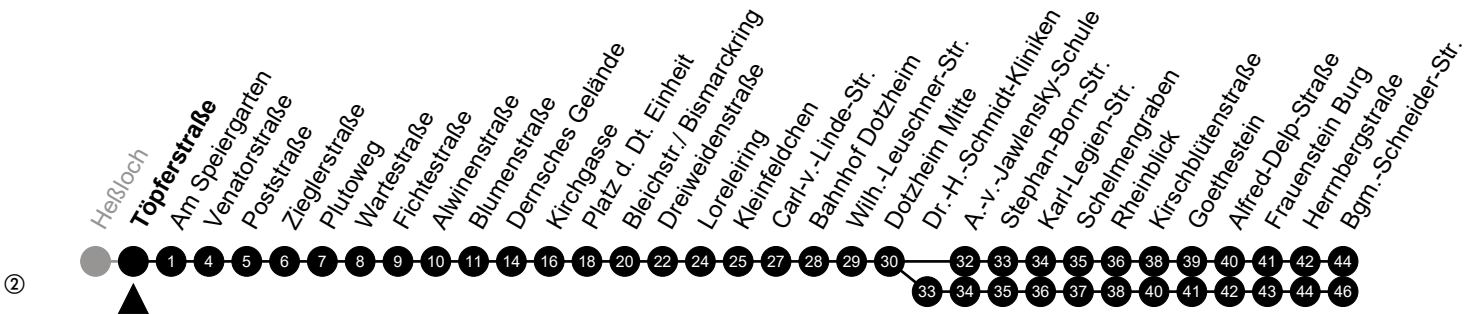 Heßloch
Töpferstraße
Am Speiergarten
Venatorstraße
Poststraße
Zieglerstraße
Plutoweg
Wartestraße
Fichtestraße
Alwinenstraße
Blumenstraße
Dernsches Gelände
Kirchgasse
Platz d. Dt. Einheit
Bleichstr./ Bismarckring
Dreiweidenstraße
Loreleiring
Kleinfeldchen
Carl-v.-Linde-Str.
Bahnhof Dotzheim
Wilh.-Leuschner-Str.
Dotzheim Mitte
Dr.-H.-Schmidt-Kliniken
A.-v.-Jawlensky-Schule
Stephan-Born-Str.
Karl-Legien-Str.
Schelmengraben
Rheinblick
Kirschblütenstraße
Goethestein
Alfred-Delp-Straße
Frauenstein Burg
Herrnbergstraße
Bgm.-Schneider-Str.
1 4 5 6 7 8 9 10 11 14 16 18 20 22 24 25 27 28 29 30 32 33 34 35 36 38 39 40 41 42 44
② 33 34 35 36 37 38 40 41 42 43 44 46